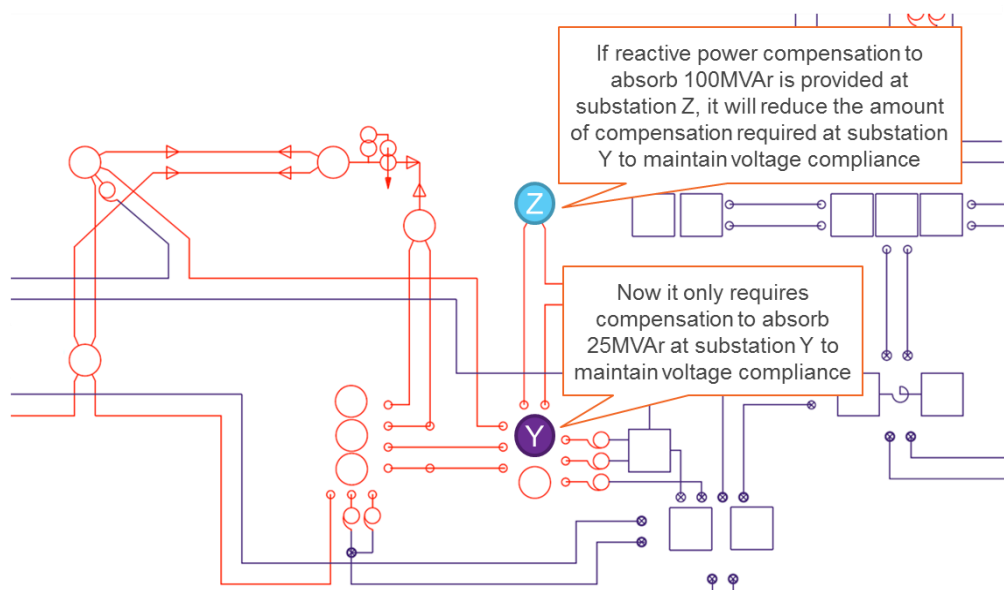 If reactive power compensation to
absorb 100MVAr is provided at
substation Z, it will reduce the amount
of compensation required at substation
Y to maintain voltage compliance
Z
Now it only requires
compensation to absorb
25MVAr at substation Y to
maintain voltage compliance
Y